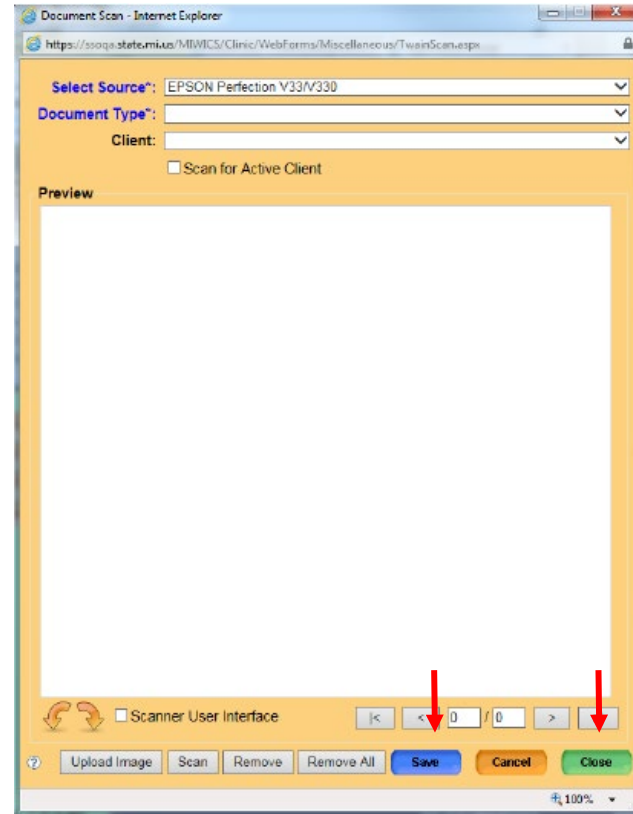 Document Scan - Internet Explorer
https://ssoqa.state.mi.us/MIWICS/Clinic/WebForms/Miscellaneous/TwainScan.aspx
Select Source*: EPSON Perfection V33/V330
Document Type*:
Client:
Scan for Active Client
Preview
Scanner User Interface |< < 0 / 0 >
Upload Image Scan Remove Remove All Save Cancel Close
100%